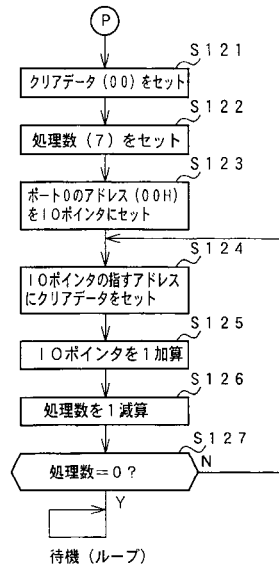 P
S121
クリアデータ(00)をセット
S122
処理数(7)をセット
S123
ポート0のアドレス(00H)
をIOポインタにセット
S124
IOポインタの指すアドレス
にクリアデータをセット
S125
IOポインタを1加算
S126
処理数を1減算
S127
処理数=0?
N
Y
待機(ループ)